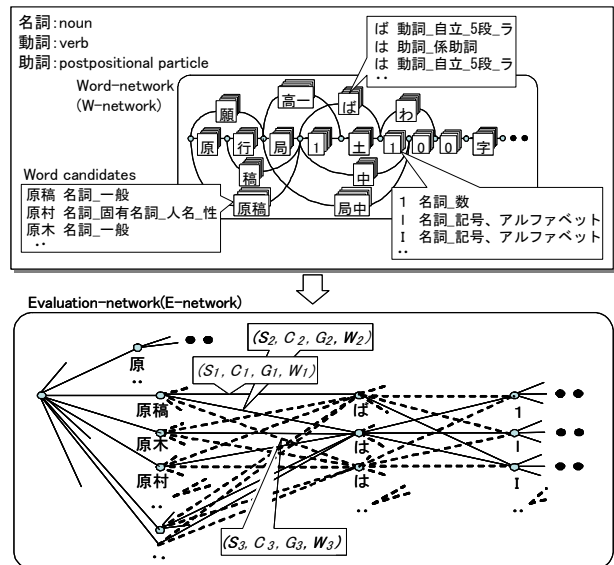 名詞:noun
動詞:verb
助詞:postpositional particle
Word-network
(W-network)
ば 動詞_自立_5段_ラ
は 助詞_係助詞
は 動詞_自立_5段_ラ
‥
願
高一
ば
わ
原
行
局
1
土
1
0
0
字
稿
中
原稿
局中
Word candidates
原稿 名詞_一般
原村 名詞_固有名詞_人名_性
原木 名詞_一般
‥
1 名詞_数
l 名詞_記号、アルファベット
I 名詞_記号、アルファベット
‥
Evaluation-network(E-network)
(S2, C2, G2, W2)
(S1, C1, G1, W1)
原
‥
原稿
ば
1
原木
は
l
原村
は
I
‥
‥
‥
‥
(S3, C3, G3, W3)